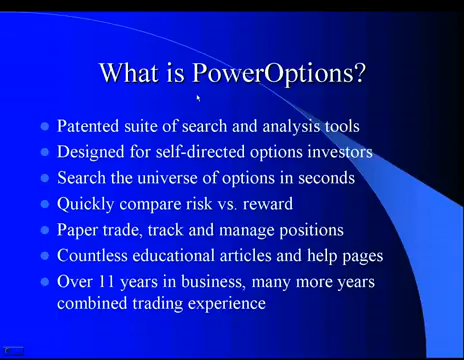 What is PowerOptions?
Patented suite of search and analysis tools
Designed for self-directed options investors
Search the universe of options in seconds
Quickly compare risk vs. reward
Paper trade, track and manage positions
Countless educational articles and help pages
Over 11 years in business, many more years
combined trading experience